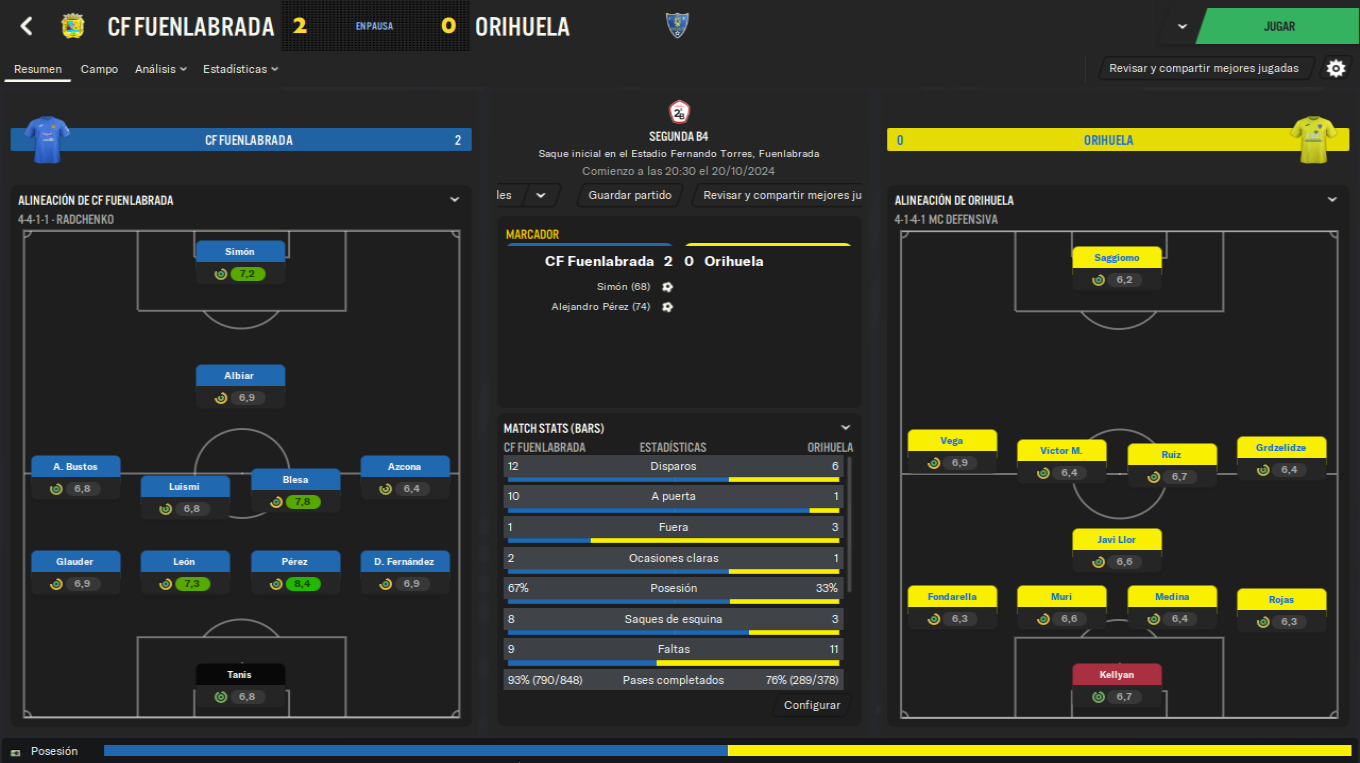 CF FUENLABRADA 2 EN PAUSA 0 ORIHUELA
JUGAR
Resumen Campo Análisis Estadísticas
Revisar y compartir mejores jugadas
CF FUENLABRADA 2
ALINEACIÓN DE CF FUENLABRADA
4-4-1-1 - RADCHENKO
Simón
7,2
Albiar
6,9
A. Bustos
6,8
Luismi
6,8
Blesa
7,8
Azcona
6,4
Glauder
6,9
León
7,3
Pérez
8,4
D. Fernández
6,9
Tanis
6,8
2B
SEGUNDA B4
Saque inicial en el Estadio Fernando Torres, Fuenlabrada
Comienzo a las 20:30 el 20/10/2024
les Guardar partido Revisar y compartir mejores ju
MARCADOR
CF Fuenlabrada 2 0 Orihuela
Simón (68)
Alejandro Pérez (74)
MATCH STATS (BARS)
CF FUENLABRADA ESTADÍSTICAS ORIHUELA
12 Disparos 6
10 A puerta 1
1 Fuera 3
2 Ocasiones claras 1
67% Posesión 33%
8 Saques de esquina 3
9 Faltas 11
93% (790/848) Pases completados 76% (289/378)
Configurar
0 ORIHUELA
ALINEACIÓN DE ORIHUELA
4-1-4-1 MC DEFENSIVA
Saggiomo
6,2
Vega
6,9
Víctor M.
6,4
Ruiz
6,7
Grdzelidze
6,4
Javi Llor
6,6
Fondarella
6,3
Muri
6,6
Medina
6,4
Rojas
6,3
Kellyan
6,7
Posesión